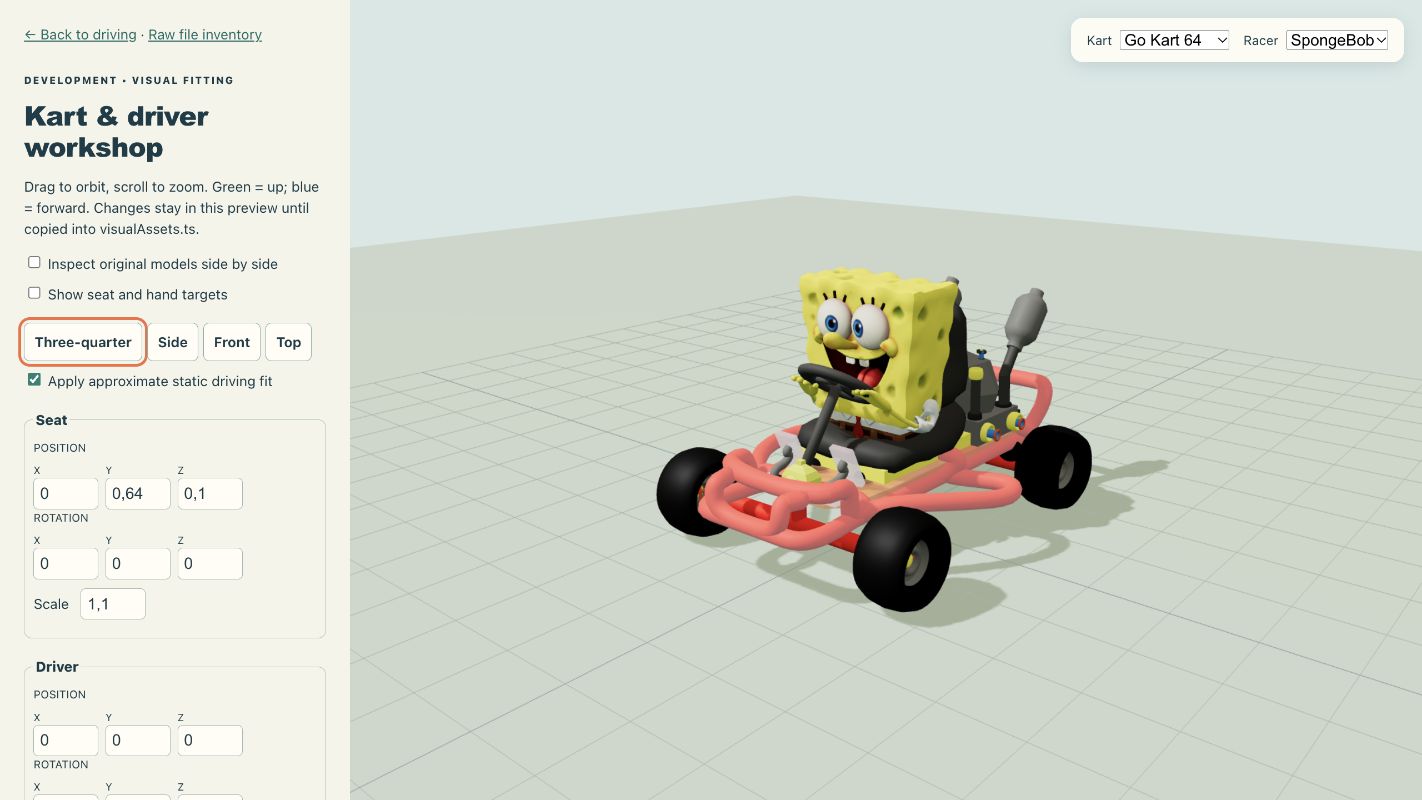 ← Back to driving · Raw file inventory
DEVELOPMENT • VISUAL FITTING
Kart & driver
workshop
Drag to orbit, scroll to zoom. Green = up; blue
= forward. Changes stay in this preview until
copied into visualAssets.ts.
Inspect original models side by side
Show seat and hand targets
Three-quarter Side Front Top
Apply approximate static driving fit
Seat
POSITION
X Y Z
0 0,64 0,1
ROTATION
X Y Z
0 0 0
Scale 1,1
Driver
POSITION
X Y Z
0 0 0
ROTATION
X Y Z
Kart Go Kart 64 Racer SpongeBob